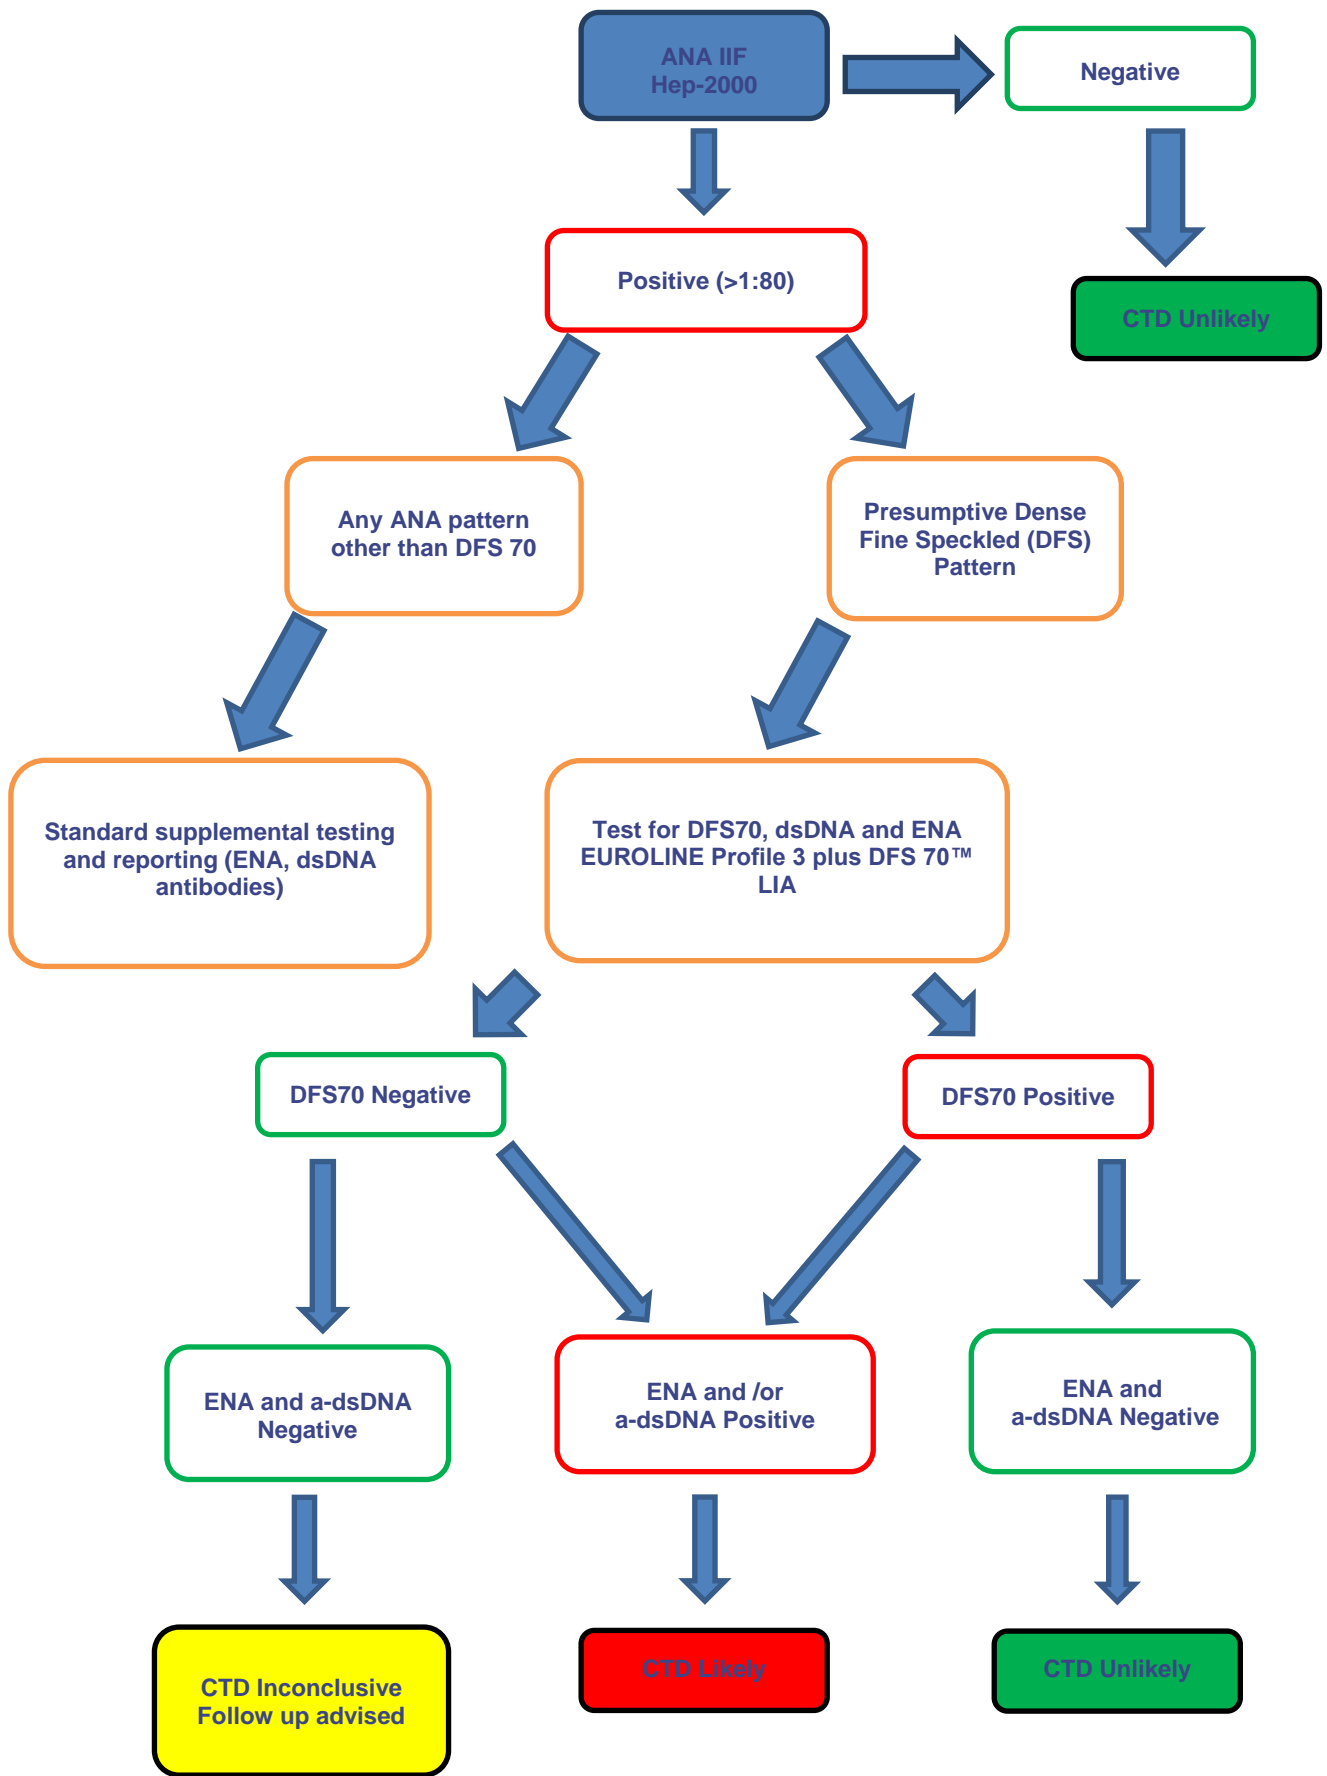 ANA IIF
Hep-2000
Negative
Positive (>1:80)
CTD Unlikely
Any ANA pattern
other than DFS 70
Presumptive Dense
Fine Speckled (DFS)
Pattern
Standard supplemental testing
and reporting (ENA, dsDNA
antibodies)
Test for DFS70, dsDNA and ENA
EUROLINE Profile 3 plus DFS 70™
LIA
DFS70 Negative
DFS70 Positive
ENA and a-dsDNA
Negative
ENA and /or
a-dsDNA Positive
ENA and
a-dsDNA Negative
CTD Inconclusive
Follow up advised
CTD Likely
CTD Unlikely